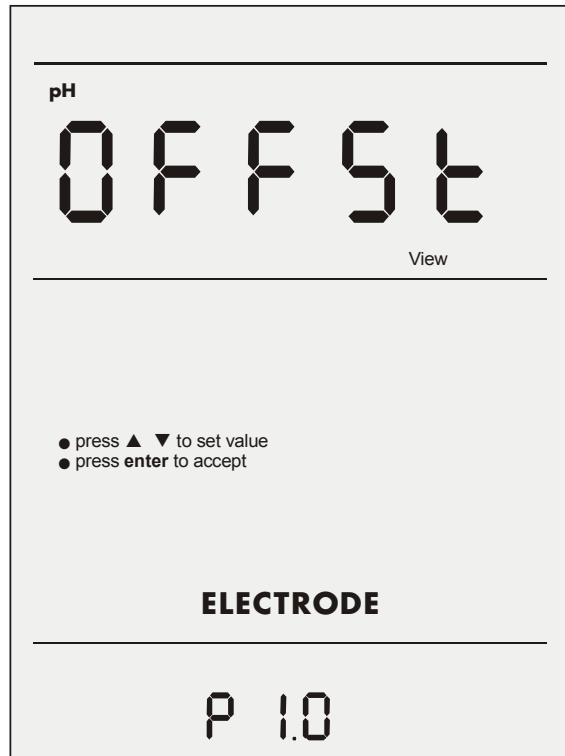 pH
OFFSt
View
● press ▲ ▼ to set value
● press enter to accept
ELECTRODE
P 1.0